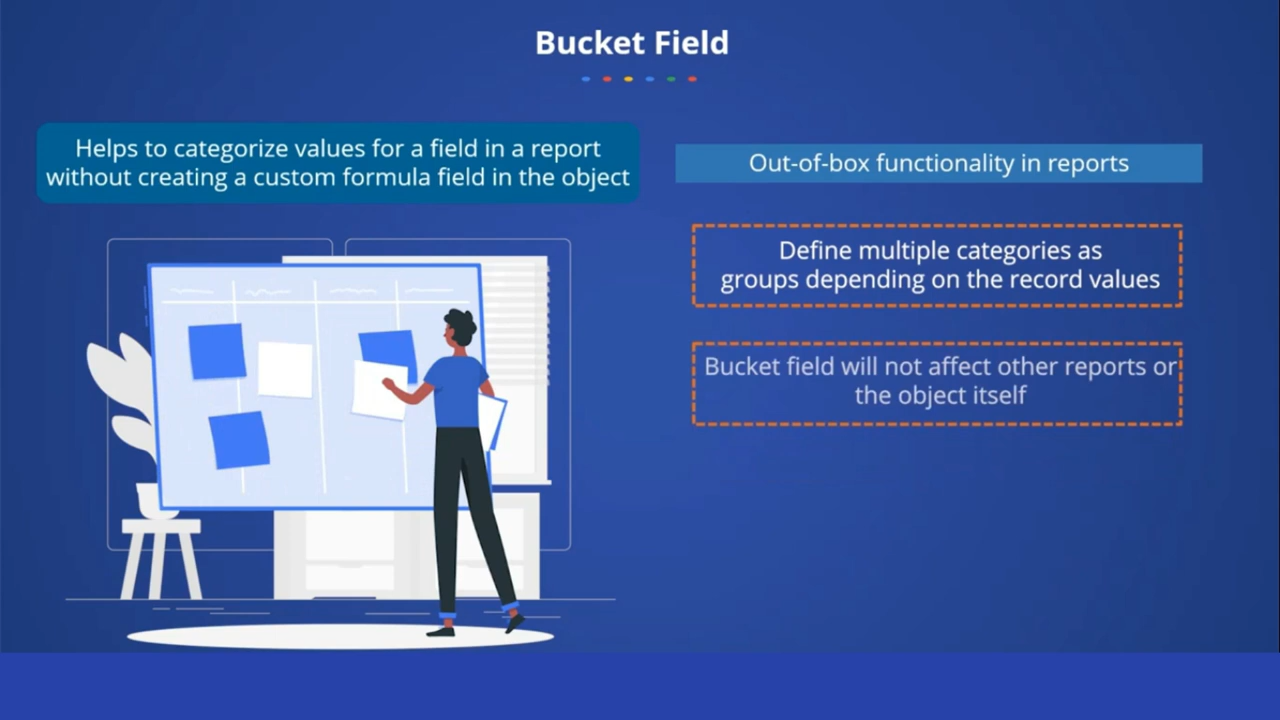 Bucket Field
Helps to categorize values for a field in a report
without creating a custom formula field in the object
Out-of-box functionality in reports
Define multiple categories as
groups depending on the record values
Bucket field will not affect other reports or
the object itself